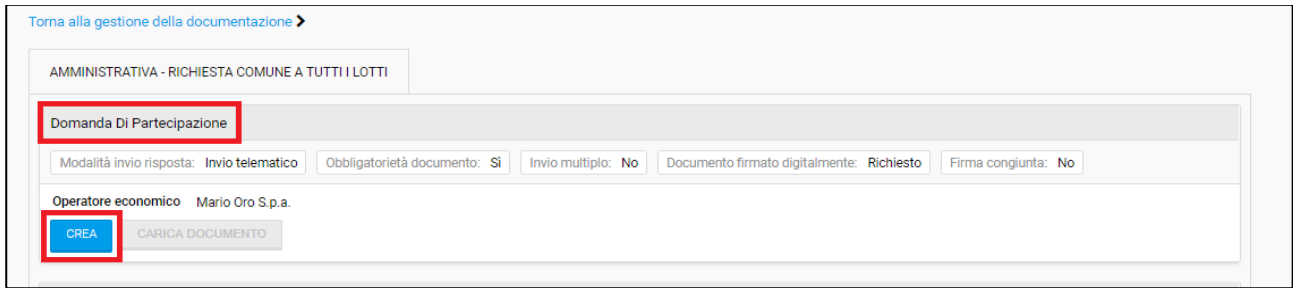 Torna alla gestione della documentazione
AMMINISTRATIVA - RICHIESTA COMUNE A TUTTI I LOTTI
Domanda Di Partecipazione
Modalità invio risposta: Invio telematico Obbligatorietà documento: Sì Invio multiplo: No Documento firmato digitalmente: Richiesto Firma congiunta: No
Operatore economico Mario Oro S.p.a.
CREA CARICA DOCUMENTO